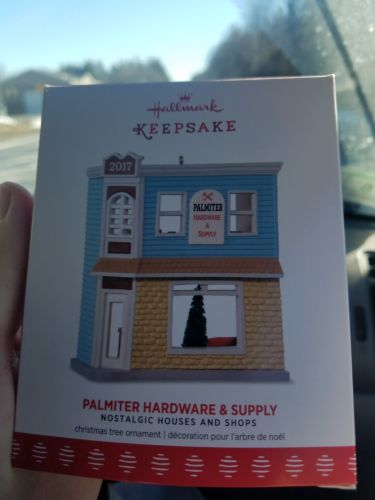 Hallmark
KEEPSAKE
2017
PALMITER
HARDWARE
&
SUPPLY
PALMITER HARDWARE & SUPPLY
NOSTALGIC HOUSES AND SHOPS
christmas tree ornament | décoration pour l'arbre de noël